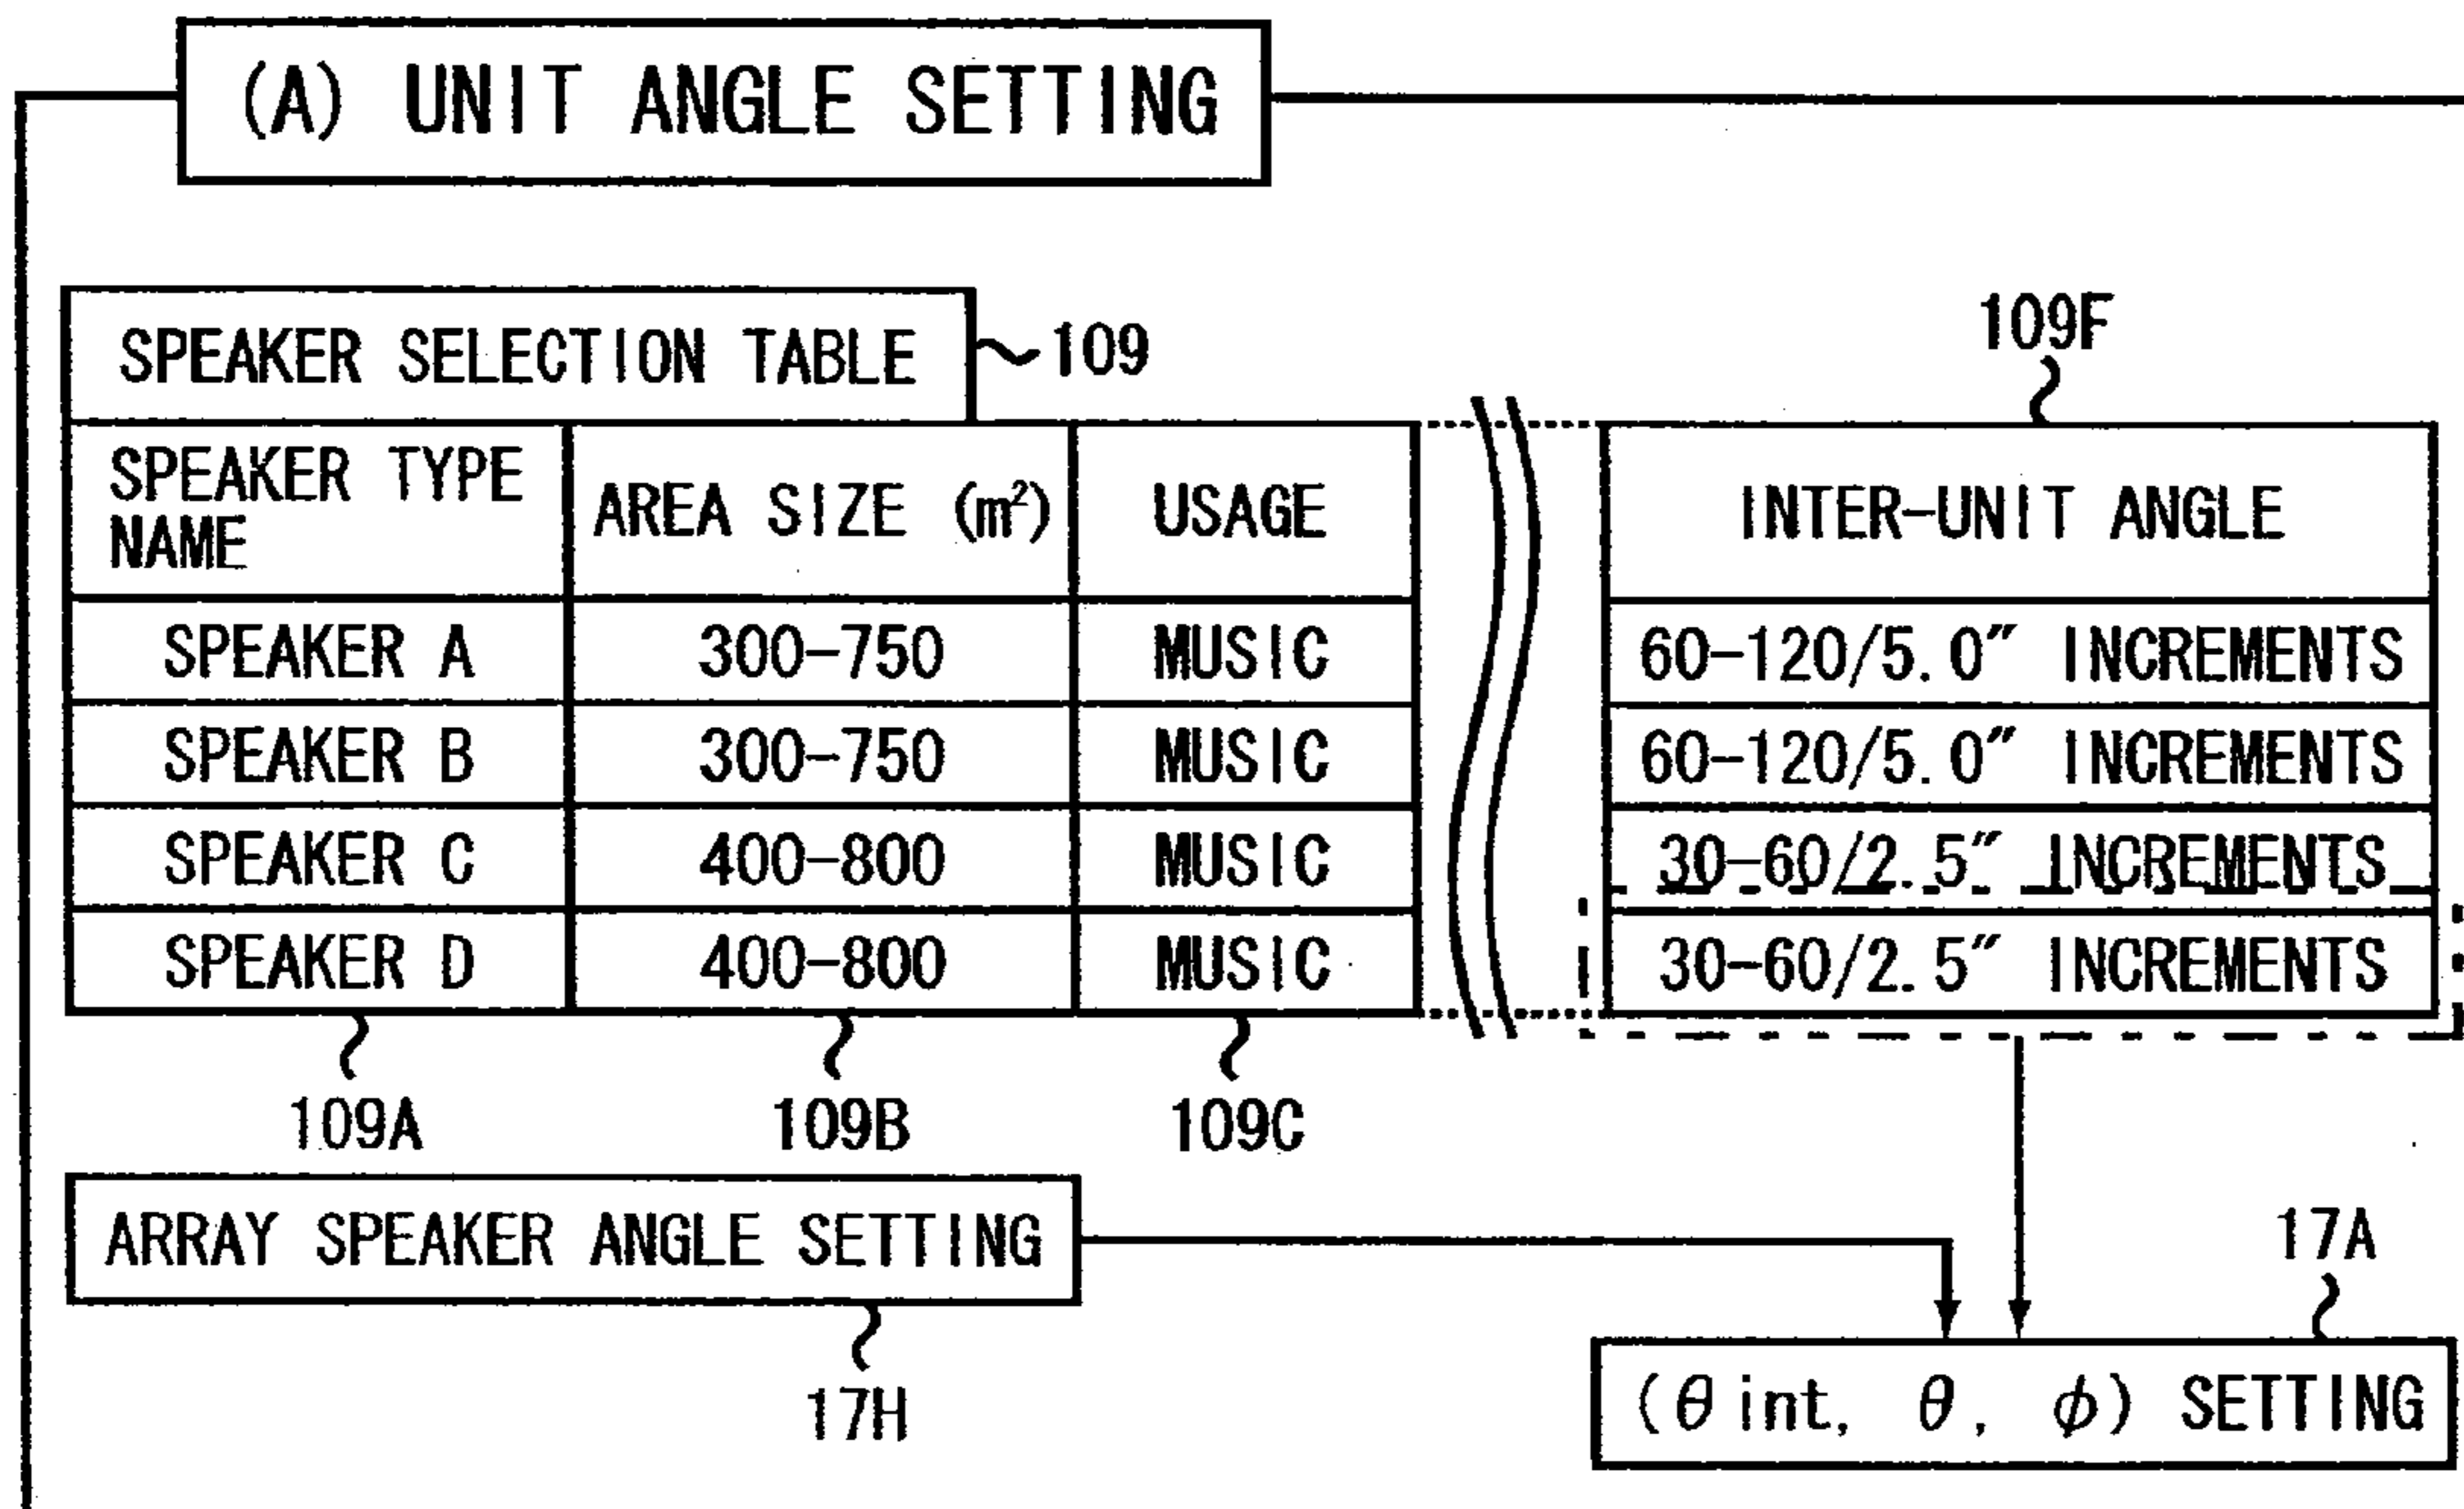 (A) UNIT ANGLE SETTING
SPEAKER SELECTION TABLE
109
109F
SPEAKER TYPE NAME
AREA SIZE (m²)
USAGE
INTER-UNIT ANGLE
SPEAKER A
300-750
MUSIC
60-120/5.0″ INCREMENTS
SPEAKER B
300-750
MUSIC
60-120/5.0″ INCREMENTS
SPEAKER C
400-800
MUSIC
30-60/2.5″ INCREMENTS
SPEAKER D
400-800
MUSIC
30-60/2.5″ INCREMENTS
109A
109B
109C
ARRAY SPEAKER ANGLE SETTING
17H
17A
(θint, θ, φ) SETTING